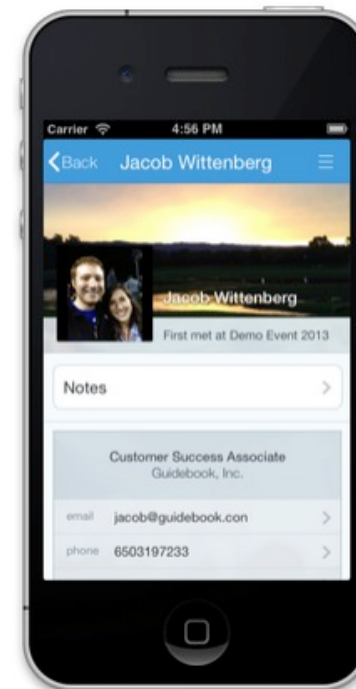 Carrier 4:56 PM
Back Jacob Wittenberg
Jacob Wittenberg
First met at Demo Event 2013
Notes
Customer Success Associate
Guidebook, Inc.
email jacob@guidebook.con
phone 6503197233